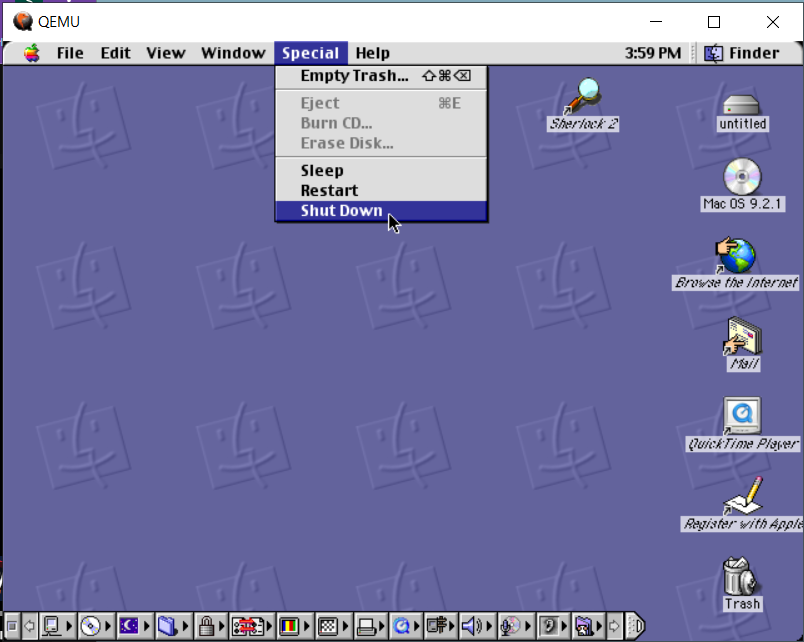 QEMU
File Edit View Window Special Help 3:59 PM Finder
Empty Trash... ⇧⌘⌫
Eject ⌘E
Burn CD...
Erase Disk...
Sleep
Restart
Shut Down
Sherlock 2
untitled
Mac OS 9.2.1
Browse the Internet
Mail
QuickTime Player
Register with Apple
Trash